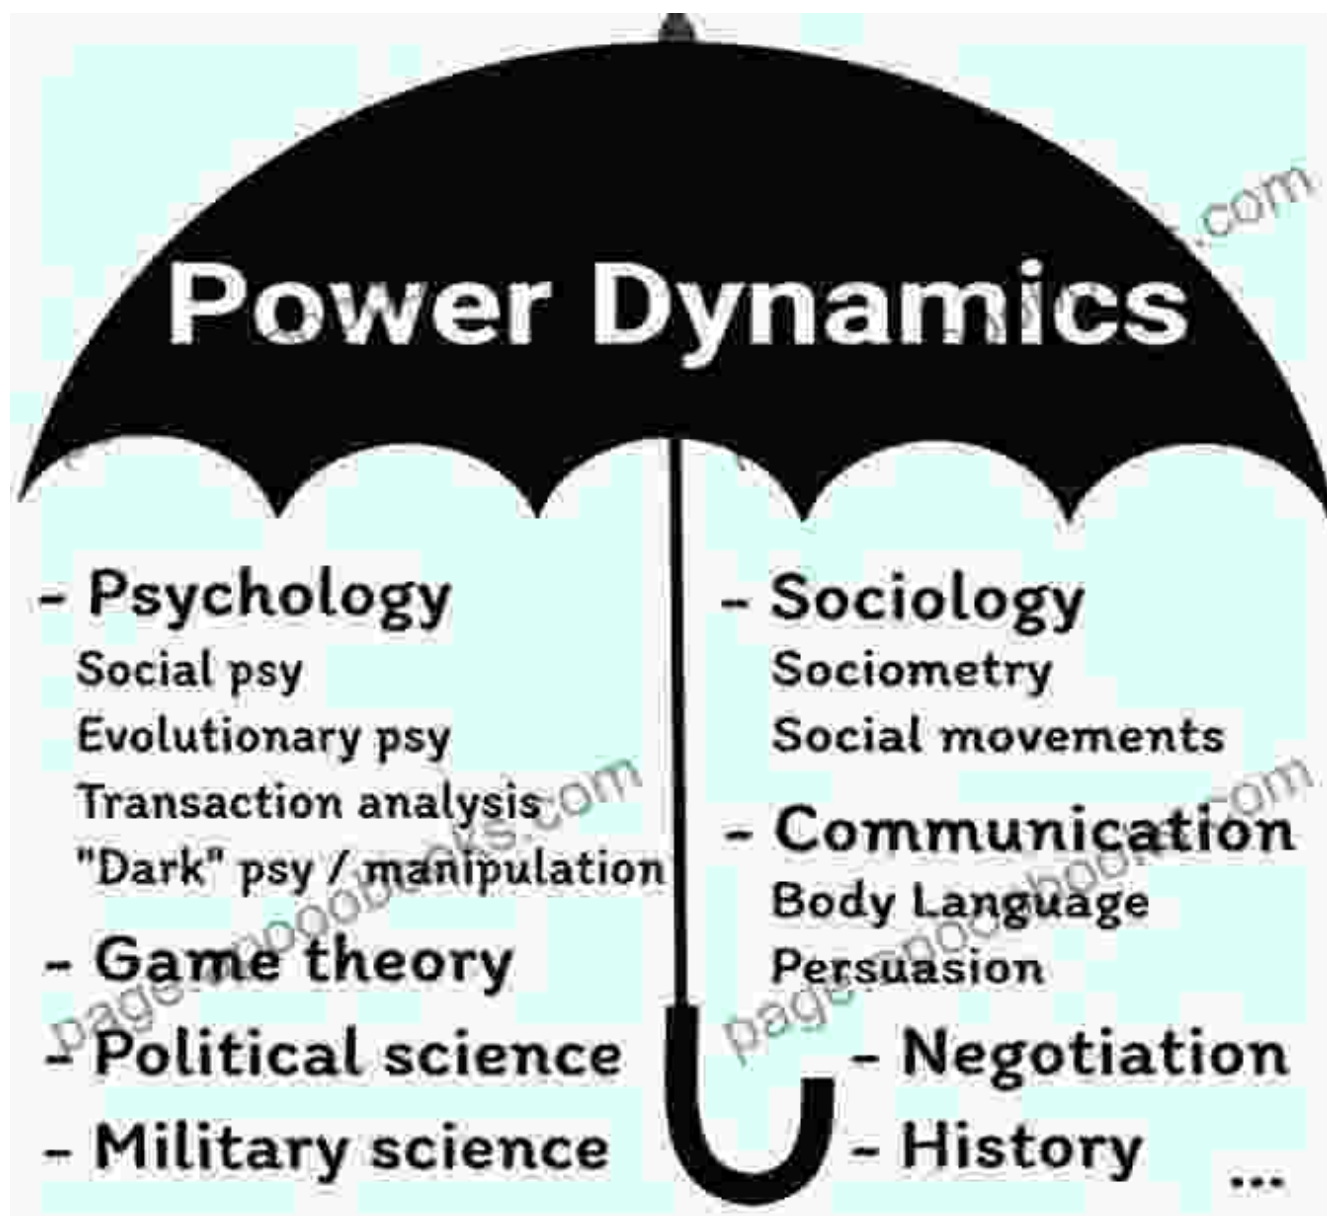 Power Dynamics
- Psychology
Social psy
Evolutionary psy
Transaction analysis
"Dark" psy / manipulation
- Game theory
- Political science
- Military science
- Sociology
Sociometry
Social movements
- Communication
Body Language
Persuasion
- Negotiation
- History
...
.com